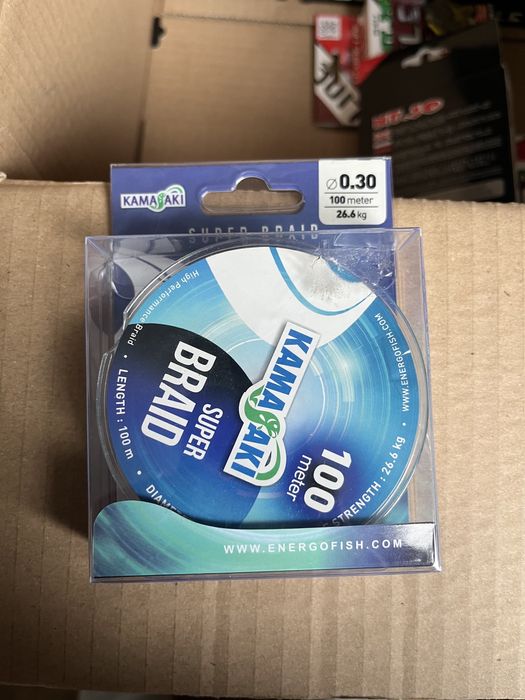 KAMASAKI
Ø 0.30
100 meter
26.6 kg
SUPER BRAID
High Performance Braid
• LENGTH : 100 m •
SUPER
BRAID
KAMASAKI
100
meter
STRENGTH : 26.6 kg •
WWW.ENERGOFISH.COM
WWW.ENERGOFISH.COM